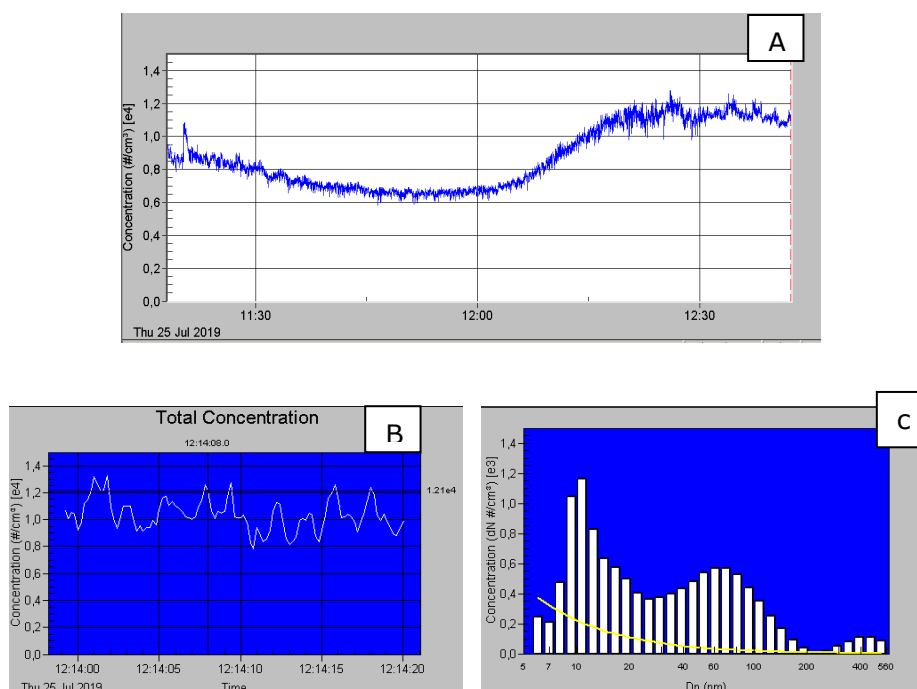 A
Concentration (#/cm³) [e4]
1,4
1,2
1,0
0,8
0,6
0,4
0,2
0,0
11:30 12:00 12:30
Thu 25 Jul 2019
Total Concentration
B
12:14:08.0
Concentration (#/cm³) [e4]
1,4
1,2
1,0
0,8
0,6
0,4
0,2
0,0
1.21e4
12:14:00 12:14:05 12:14:10 12:14:15 12:14:20
Thu 25 Jul 2019 Time
C
Concentration (dN #/cm³) [e3]
1,4
1,2
1,0
0,8
0,6
0,4
0,2
0,0
5 7 10 20 40 60 100 200 400 560
Dp (nm)